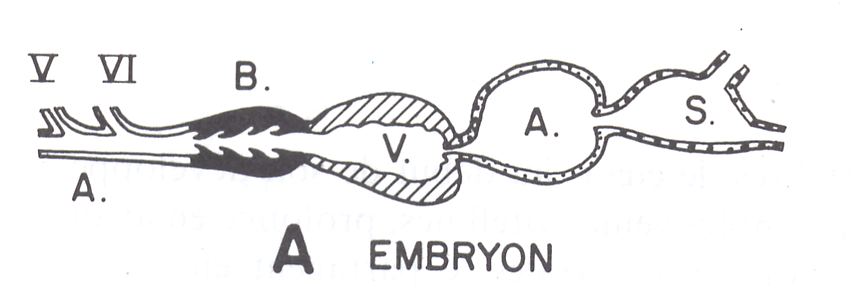 V VI B.
V. A. S.
A.
A EMBRYON